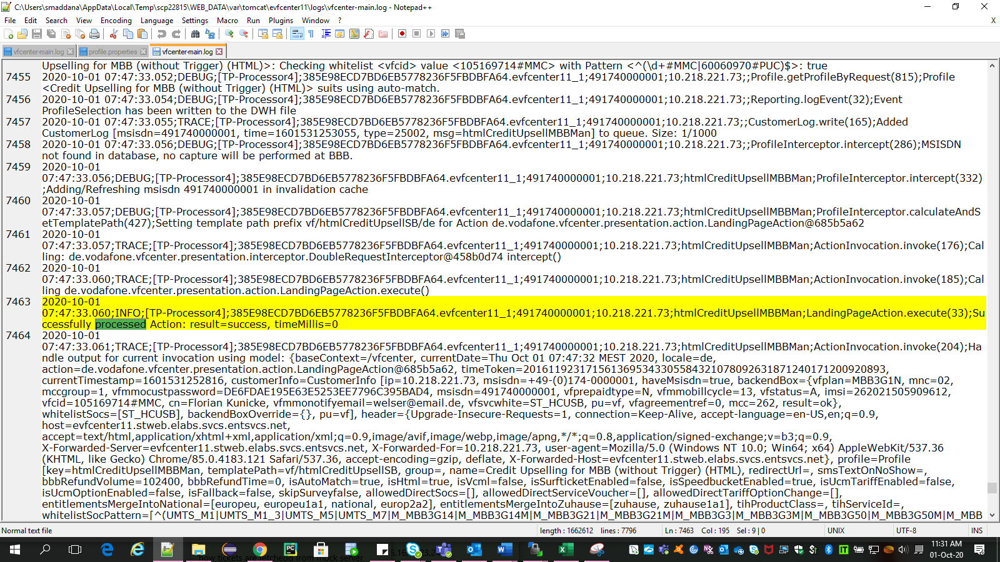 C:\Users\smaddana\AppData\Local\Temp\scp22815\WEB_DATA\var\tomcat\evfcenter11\logs\vfcenter-main.log - Notepad++
File Edit Search View Encoding Language Settings Macro Run Plugins Window ? X
vfcenter-main.log profile.properties vfcenter-main.log
Upselling for MBB (without Trigger) (HTML)>: Checking whitelist <vfcid> value <105169714#MMC> with Pattern <^(\d+#MMC|60060970#PUC)$>: true
7455 2020-10-01 07:47:33.052;DEBUG;[TP-Processor4];385E98ECD7BD6EB5778236F5FBDBFA64.evfcenter11_1;491740000001;10.218.221.73;;Profile.getProfileByRequest(815);Profile
<Credit Upselling for MBB (without Trigger) (HTML)> suits using auto-match.
7456 2020-10-01 07:47:33.054;DEBUG;[TP-Processor4];385E98ECD7BD6EB5778236F5FBDBFA64.evfcenter11_1;491740000001;10.218.221.73;;Reporting.logEvent(32);Event
ProfileSelection has been written to the DWH file
7457 2020-10-01 07:47:33.055;TRACE;[TP-Processor4];385E98ECD7BD6EB5778236F5FBDBFA64.evfcenter11_1;491740000001;10.218.221.73;;CustomerLog.write(165);Added
CustomerLog [msisdn=491740000001, time=1601531253055, type=25002, msg=htmlCreditUpsellMBBMan] to queue. Size: 1/1000
7458 2020-10-01 07:47:33.056;DEBUG;[TP-Processor4];385E98ECD7BD6EB5778236F5FBDBFA64.evfcenter11_1;491740000001;10.218.221.73;;ProfileInterceptor.intercept(286);MSISDN
not found in database, no capture will be performed at BBB.
7459 2020-10-01
07:47:33.056;DEBUG;[TP-Processor4];385E98ECD7BD6EB5778236F5FBDBFA64.evfcenter11_1;491740000001;10.218.221.73;htmlCreditUpsellMBBMan;ProfileInterceptor.intercept(332)
;Adding/Refreshing msisdn 491740000001 in invalidation cache
7460 2020-10-01
07:47:33.057;DEBUG;[TP-Processor4];385E98ECD7BD6EB5778236F5FBDBFA64.evfcenter11_1;491740000001;10.218.221.73;htmlCreditUpsellMBBMan;ProfileInterceptor.calculateAndS
etTemplatePath(427);Setting template path prefix vf/htmlCreditUpsellSB/de for Action de.vodafone.vfcenter.presentation.action.LandingPageAction@685b5a62
7461 2020-10-01
07:47:33.057;TRACE;[TP-Processor4];385E98ECD7BD6EB5778236F5FBDBFA64.evfcenter11_1;491740000001;10.218.221.73;htmlCreditUpsellMBBMan;ActionInvocation.invoke(176);Cal
ling: de.vodafone.vfcenter.presentation.interceptor.DoubleRequestInterceptor@458b0d74 intercept()
7462 2020-10-01
07:47:33.060;TRACE;[TP-Processor4];385E98ECD7BD6EB5778236F5FBDBFA64.evfcenter11_1;491740000001;10.218.221.73;htmlCreditUpsellMBBMan;ActionInvocation.invoke(185);Cal
ling de.vodafone.vfcenter.presentation.action.LandingPageAction.execute()
7463 2020-10-01
07:47:33.060;INFO;[TP-Processor4];385E98ECD7BD6EB5778236F5FBDBFA64.evfcenter11_1;491740000001;10.218.221.73;htmlCreditUpsellMBBMan;LandingPageAction.execute(33);Su
ccessfully processed Action: result=success, timeMillis=0
7464 2020-10-01
07:47:33.061;TRACE;[TP-Processor4];385E98ECD7BD6EB5778236F5FBDBFA64.evfcenter11_1;491740000001;10.218.221.73;htmlCreditUpsellMBBMan;ActionInvocation.invoke(204);Ha
ndle output for current invocation using model: {baseContext=/vfcenter, currentDate=Thu Oct 01 07:47:32 MEST 2020, locale=de,
action=de.vodafone.vfcenter.presentation.action.LandingPageAction@685b5a62, timeToken=2016119231715613695343305584321078092631871240171200920893,
currentTimestamp=1601531252816, customerInfo=CustomerInfo [ip=10.218.221.73, msisdn=+49-(0)174-0000001, haveMsisdn=true, backendBox={vfplan=MBB3G1N, mnc=02,
mccgroup=1, vfmmocustpassword=DE6FDAE195E63E5253EE7796C395BAD4, msisdn=491740000001, vfprepaidtype=N, vfmmobillcycle=13, vfstatus=A, imsi=262021505909612,
vfcid=105169714#MMC, cn=Florian Kunicke, vfmmonotifyemail=welser@email.de, vfsvcwhite=ST_HCUSB, pu=vf, vfagreementref=0, mcc=262, result=ok},
whitelistSocs=[ST_HCUSB], backendBoxOverride={}, pu=vf], header={Upgrade-Insecure-Requests=1, connection=Keep-Alive, accept-language=en-US,en;q=0.9,
host=evfcenter11.stweb.elabs.svcs.entsvcs.net,
accept=text/html,application/xhtml+xml,application/xml;q=0.9,image/avif,image/webp,image/apng,*/*;q=0.8,application/signed-exchange;v=b3;q=0.9,
X-Forwarded-Server=evfcenter11.stweb.elabs.svcs.entsvcs.net, X-Forwarded-For=10.218.221.73, user-agent=Mozilla/5.0 (Windows NT 10.0; Win64; x64) AppleWebKit/537.36
(KHTML, like Gecko) Chrome/85.0.4183.121 Safari/537.36, accept-encoding=gzip, deflate, X-Forwarded-Host=evfcenter11.stweb.elabs.svcs.entsvcs.net}, profile=Profile
[key=htmlCreditUpsellMBBMan, templatePath=vf/htmlCreditUpsellSB, group=, name=Credit Upselling for MBB (without Trigger) (HTML), redirectUrl=, smsTextOnNoShow=,
bbbRefundVolume=102400, bbbRefundTime=0, isAutoMatch=true, isHtml=true, isVcml=false, isSurfticketEnabled=false, isSpeedbucketEnabled=true, isUcmTariffEnabled=false,
isUcmOptionEnabled=false, isFallback=false, skipSurveyfalse, allowedDirectSocs=[], allowedDirectServiceVoucher=[], allowedDirectTariffOptionChange=[],
entitlementsMergeIntoNational=[europeu, europeu1a1, national, europ2a2], entitlementsMergeIntoZuhause=[zuhause, zuhause1a1], tihProductClass=, tihServiceId=,
whitelistSocPattern=[^(UMTS_M1|UMTS_M1_3|UMTS_M5|UMTS_M7|M_MBB3G14|M_MBB3G14M|M_MBB3G21|M_MBB3G21M|M_MBB3G3|M_MBB3G3M|M_MBB3G50|M_MBB3G50M|M_MBB
Normal text file length : 1662612 lines : 7796 Ln : 7463 Col : 195 Sel : 9 | 0 UNIX UTF-8 INS
11:31 AM
01-Oct-20
how tickets are fetchedd from mock server